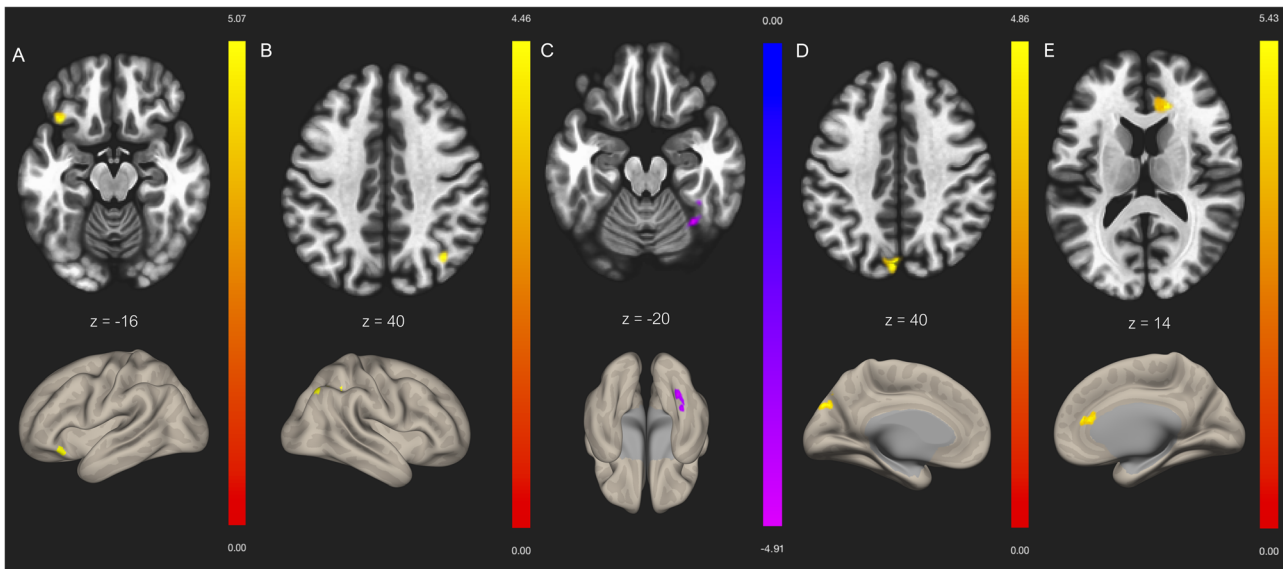 5.07
4.46
0.00
4.86
5.43
A
B
C
D
E
z = -16
z = 40
z = -20
z = 40
z = 14
0.00
0.00
-4.91
0.00
0.00